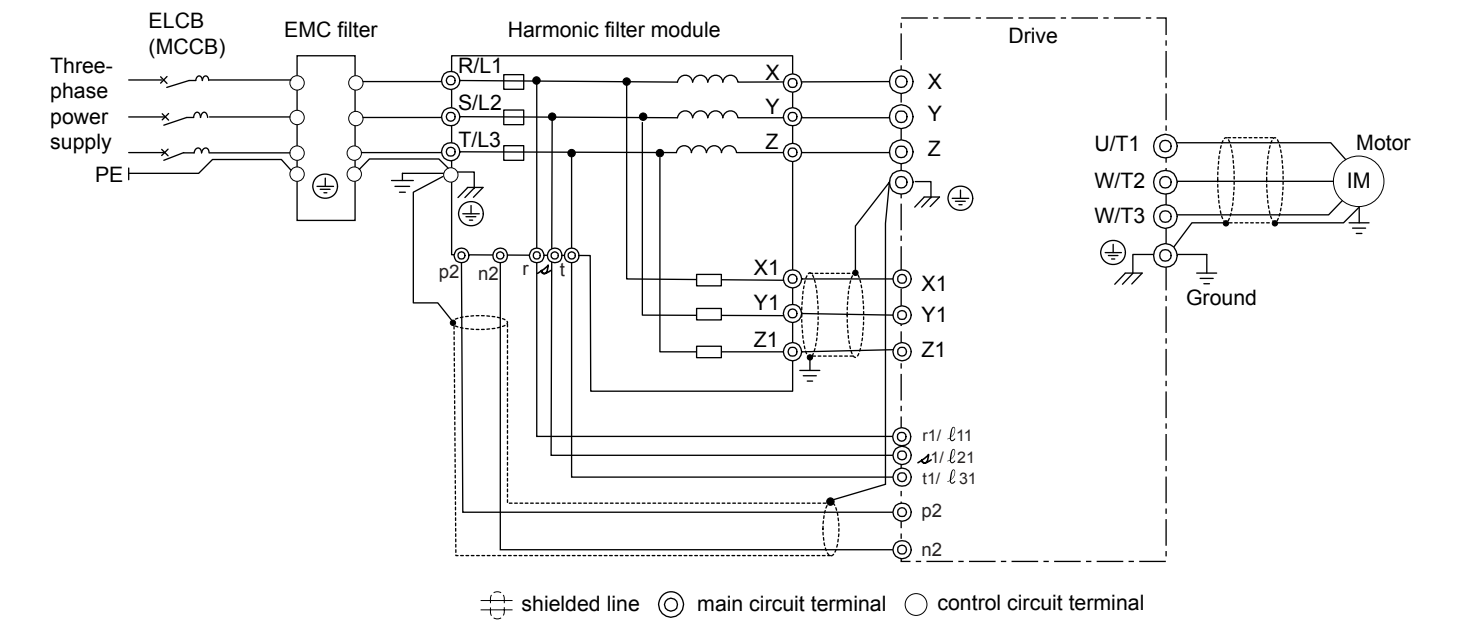 ELCB
(MCCB)
EMC filter
Harmonic filter module
Drive
Three-
phase
power
supply
PE
R/L1
S/L2
T/L3
X
Y
Z
X
Y
Z
U/T1
W/T2
W/T3
Motor
IM
Ground
p2
n2
r
s
t
X1
Y1
Z1
X1
Y1
Z1
r1/ ℓ11
s1/ ℓ21
t1/ ℓ31
p2
n2
shielded line
main circuit terminal
control circuit terminal